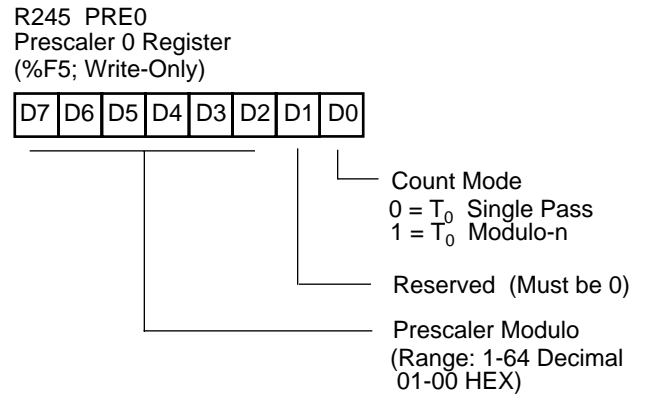 R245 PRE0
Prescaler 0 Register
(%F5; Write-Only)
D7 D6 D5 D4 D3 D2 D1 D0
Count Mode
0 = T0 Single Pass
1 = T0 Modulo-n
Reserved (Must be 0)
Prescaler Modulo
(Range: 1-64 Decimal
01-00 HEX)